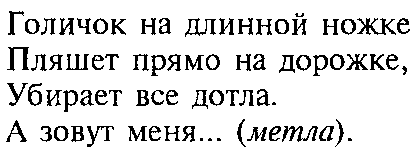 Голичок на длинной ножке
Пляшет прямо на дорожке,
Убирает все дотла.
А зовут меня... (метла).